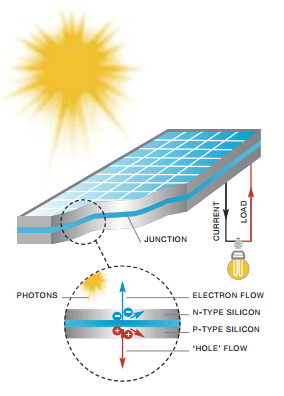 CURRENT
LOAD
JUNCTION
PHOTONS
ELECTRON FLOW
N-TYPE SILICON
P-TYPE SILICON
'HOLE' FLOW